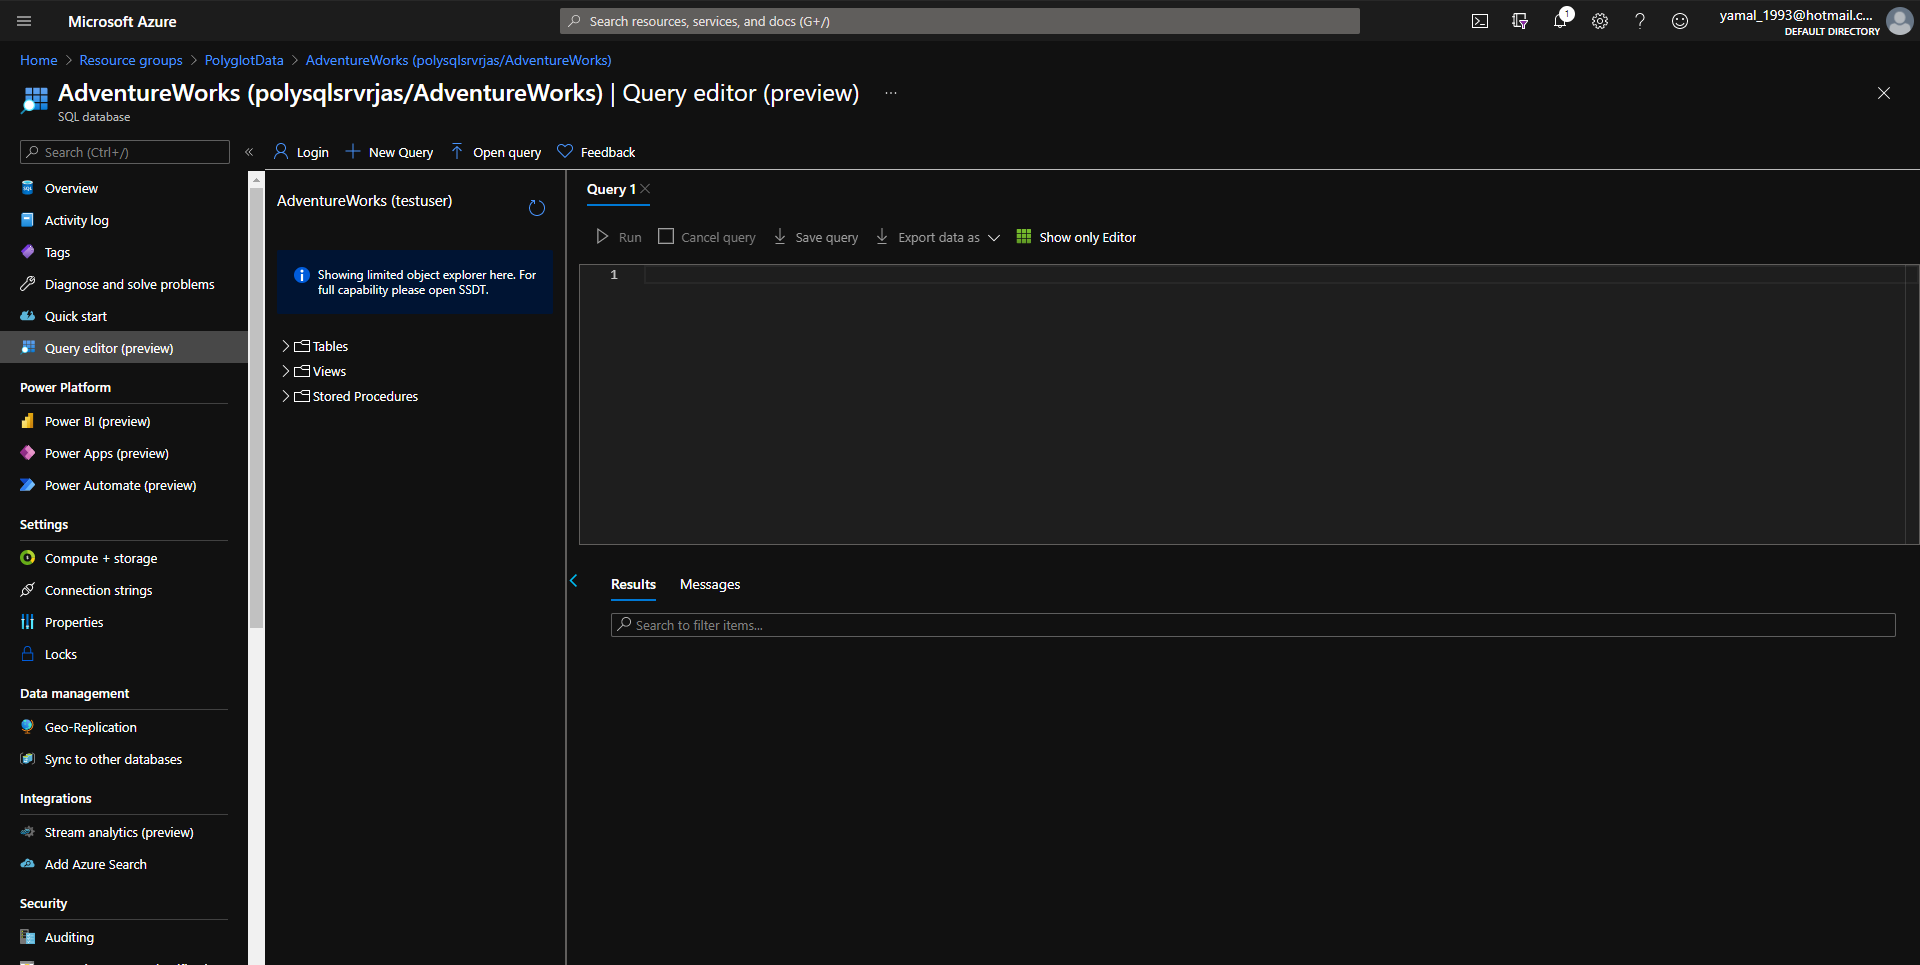 Microsoft Azure
Search resources, services, and docs (G+/)
1
yamal_1993@hotmail.c...
DEFAULT DIRECTORY
Home > Resource groups > PolyglotData > AdventureWorks (polysqlsrvrjas/AdventureWorks)
AdventureWorks (polysqlsrvrjas/AdventureWorks) | Query editor (preview) ...
SQL database
Search (Ctrl+/)
«
Login
New Query
Open query
Feedback
Overview
Activity log
Tags
Diagnose and solve problems
Quick start
Query editor (preview)
Power Platform
Power BI (preview)
Power Apps (preview)
Power Automate (preview)
Settings
Compute + storage
Connection strings
Properties
Locks
Data management
Geo-Replication
Sync to other databases
Integrations
Stream analytics (preview)
Add Azure Search
Security
Auditing
AdventureWorks (testuser)
Showing limited object explorer here. For
full capability please open SSDT.
Tables
Views
Stored Procedures
Query 1
Run
Cancel query
Save query
Export data as
Show only Editor
1
Results
Messages
Search to filter items...